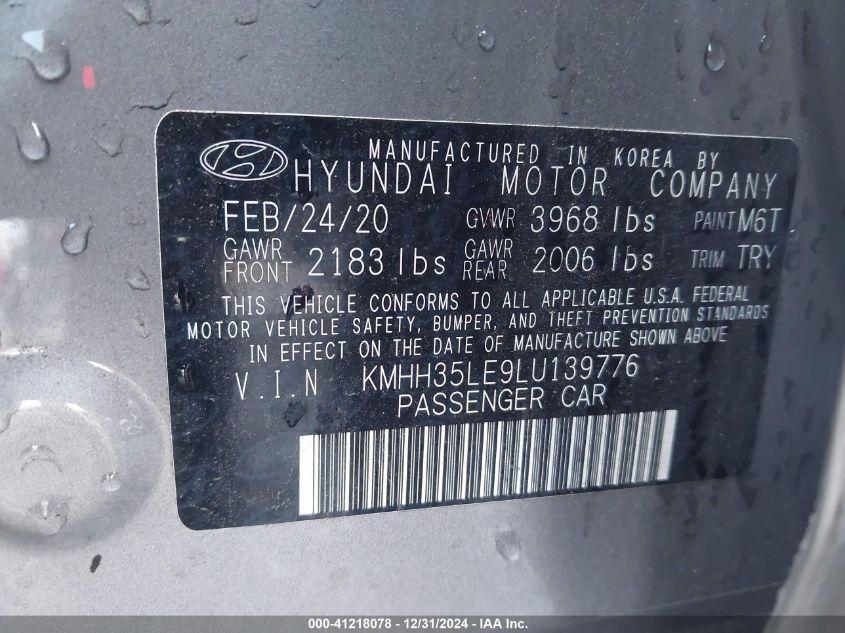 MANUFACTURED IN KOREA BY
HYUNDAI MOTOR COMPANY
FEB/24/20 GVWR 3968 lbs PAINT M6T
GAWR FRONT 2183 lbs GAWR REAR 2006 lbs TRIM TRY
THIS VEHICLE CONFORMS TO ALL APPLICABLE U.S.A. FEDERAL
MOTOR VEHICLE SAFETY, BUMPER, AND THEFT PREVENTION STANDARDS
IN EFFECT ON THE DATE OF MANUFACTURE SHOWN ABOVE
V.I.N KMHH35LE9LU139776
PASSENGER CAR
000-41218078 - 12/31/2024 - IAA Inc.